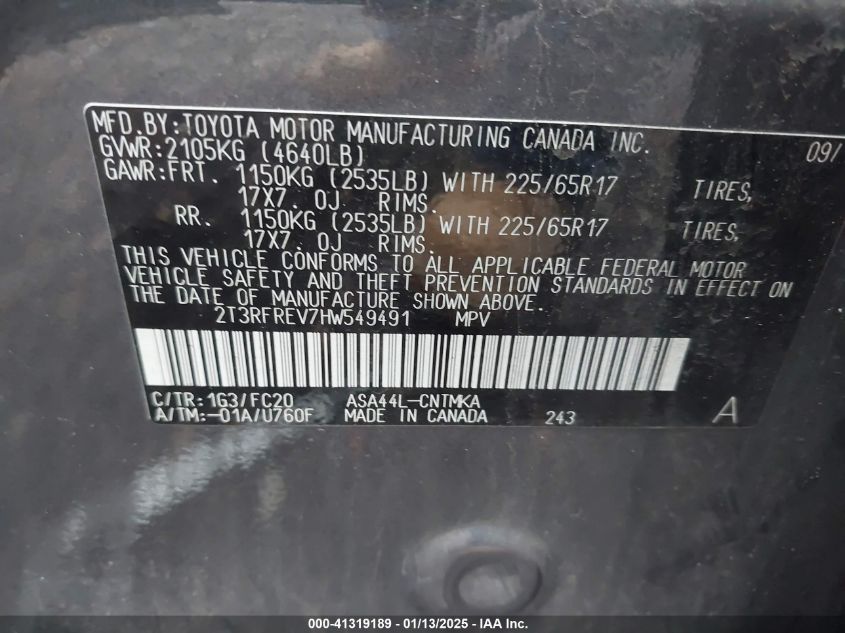 MFD.BY:TOYOTA MOTOR MANUFACTURING CANADA INC. 09/
GVWR:2105KG (4640LB)
GAWR:FRT. 1150KG (2535LB) WITH 225/65R17 TIRES,
17X7.0J RIMS.
RR. 1150KG (2535LB) WITH 225/65R17 TIRES,
17X7.0J RIMS.
THIS VEHICLE CONFORMS TO ALL APPLICABLE FEDERAL MOTOR
VEHICLE SAFETY AND THEFT PREVENTION STANDARDS IN EFFECT ON
THE DATE OF MANUFACTURE SHOWN ABOVE.
2T3RFREV7HW549491 MPV
C/TR:1G3/FC20 ASA44L-CNTMKA
A/TM:-01A/U760F MADE IN CANADA 243 A
000-41319189 - 01/13/2025 - IAA Inc.